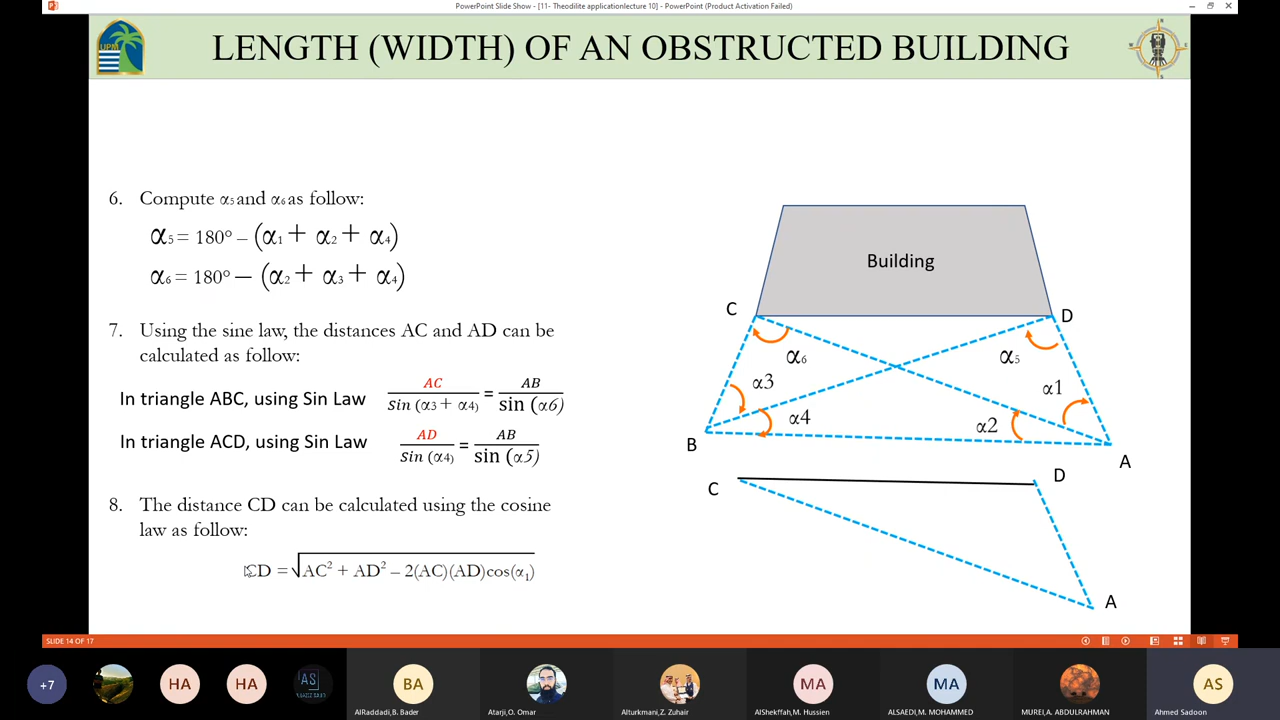 PowerPoint Slide Show - [11- Theodilite applicationlecture 10] - PowerPoint (Product Activation Failed)
UPM
LENGTH (WIDTH) OF AN OBSTRUCTED BUILDING
N
W E
S
6. Compute α5 and α6 as follow:
α5 = 180° – (α1 + α2 + α4)
α6 = 180° – (α2 + α3 + α4)
7. Using the sine law, the distances AC and AD can be
calculated as follow:
In triangle ABC, using Sin Law AC / Sin (α3 + α4) = AB / sin (α6)
In triangle ACD, using Sin Law AD / Sin (α4) = AB / sin (α5)
8. The distance CD can be calculated using the cosine
law as follow:
CD = √AC² + AD² – 2(AC)(AD)cos(α1)
Building
C D
α6 α5
α3 α1
α4 α2
B A
C D
A
SLIDE 14 OF 17
+7 HA HA AS BA MA MA AS
AlRaddadi,B. Bader Atarji,O. Omar Alturkmani,Z. Zuhair AlShekffah,M. Hussien ALSAEDI,M. MOHAMMED MUREI,A. ABDULRAHMAN Ahmed Sadoon